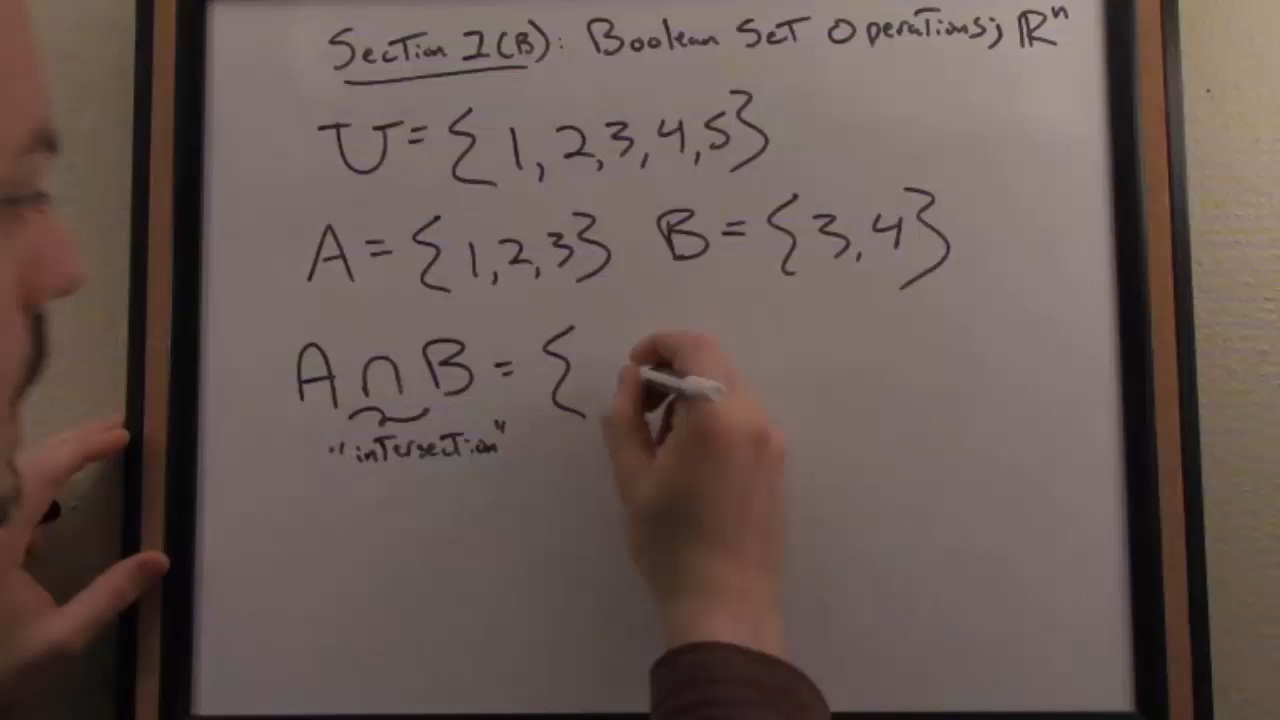 Section I(B): Boolean Set Operations; ℝⁿ
U = {1, 2, 3, 4, 5}
A = {1, 2, 3} B = {3, 4}
A ∩ B = {
"intersection"